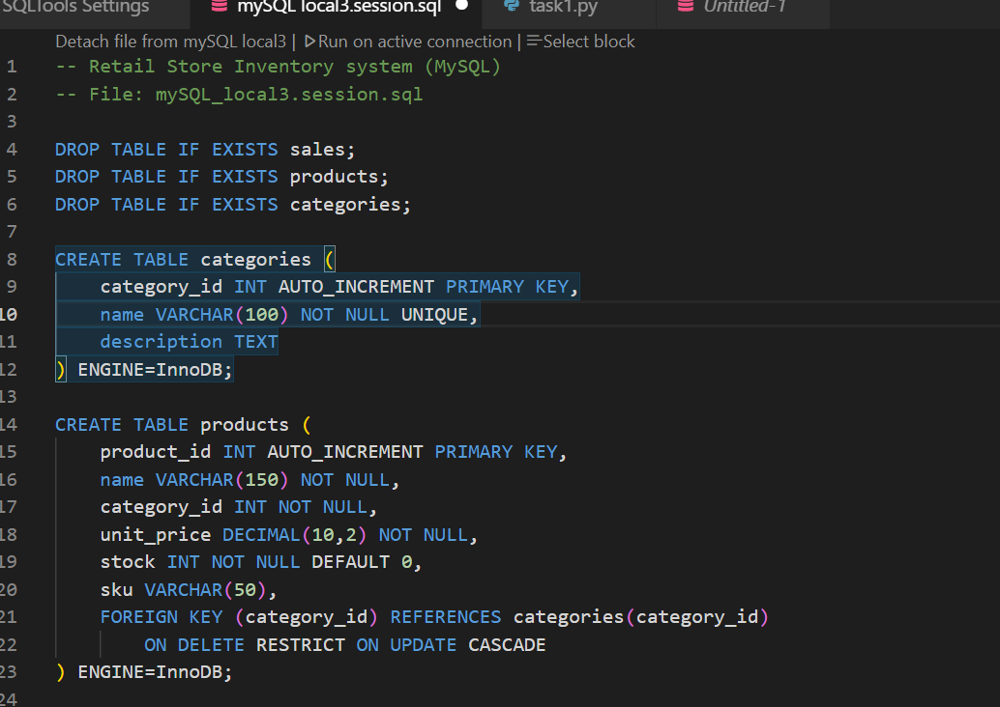 SQLTools Settings mySQL local3.session.sql task1.py Untitled-1
Detach file from mySQL local3 | Run on active connection | Select block
1 -- Retail Store Inventory system (MySQL)
2 -- File: mySQL_local3.session.sql
3
4 DROP TABLE IF EXISTS sales;
5 DROP TABLE IF EXISTS products;
6 DROP TABLE IF EXISTS categories;
7
8 CREATE TABLE categories (
9 category_id INT AUTO_INCREMENT PRIMARY KEY,
10 name VARCHAR(100) NOT NULL UNIQUE,
11 description TEXT
12 ) ENGINE=InnoDB;
13
14 CREATE TABLE products (
15 product_id INT AUTO_INCREMENT PRIMARY KEY,
16 name VARCHAR(150) NOT NULL,
17 category_id INT NOT NULL,
18 unit_price DECIMAL(10,2) NOT NULL,
19 stock INT NOT NULL DEFAULT 0,
20 sku VARCHAR(50),
21 FOREIGN KEY (category_id) REFERENCES categories(category_id)
22 ON DELETE RESTRICT ON UPDATE CASCADE
23 ) ENGINE=InnoDB;
24